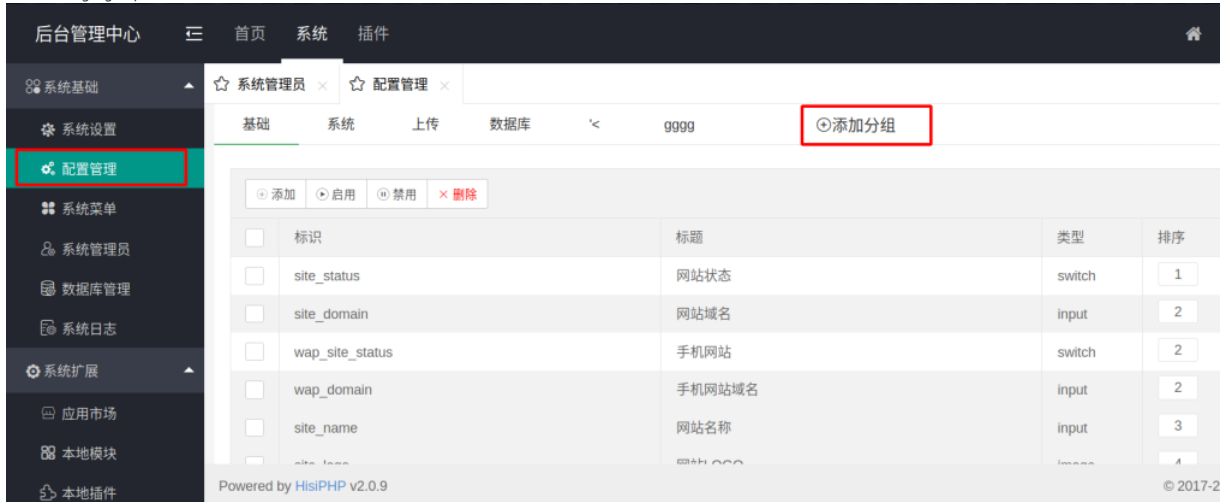 后台管理中心 首页 系统 插件
系统基础
系统设置
配置管理
系统菜单
系统管理员
数据库管理
系统日志
系统扩展
应用市场
本地模块
本地插件
系统管理员 × 配置管理 ×
基础 系统 上传 数据库 '< gggg 添加分组
添加 启用 禁用 × 删除
标识 标题 类型 排序
site_status 网站状态 switch 1
site_domain 网站域名 input 2
wap_site_status 手机网站 switch 2
wap_domain 手机网站域名 input 2
site_name 网站名称 input 3
Powered by HisiPHP v2.0.9 © 2017-2